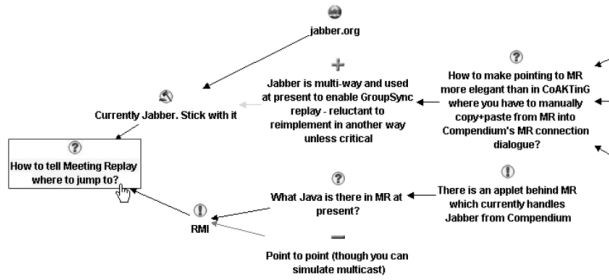 jabber.org
Jabber is multi-way and used
at present to enable GroupSync
replay - reluctant to
reimplement in another way
unless critical
How to make pointing to MR
more elegant than in CoAKTinG
where you have to manually
copy+paste from MR into
Compendium's MR connection
dialogue?
Currently Jabber. Stick with it
How to tell Meeting Replay
where to jump to?
What Java is there in MR at
present?
There is an applet behind MR
which currently handles
Jabber from Compendium
RMI
Point to point (though you can
simulate multicast)